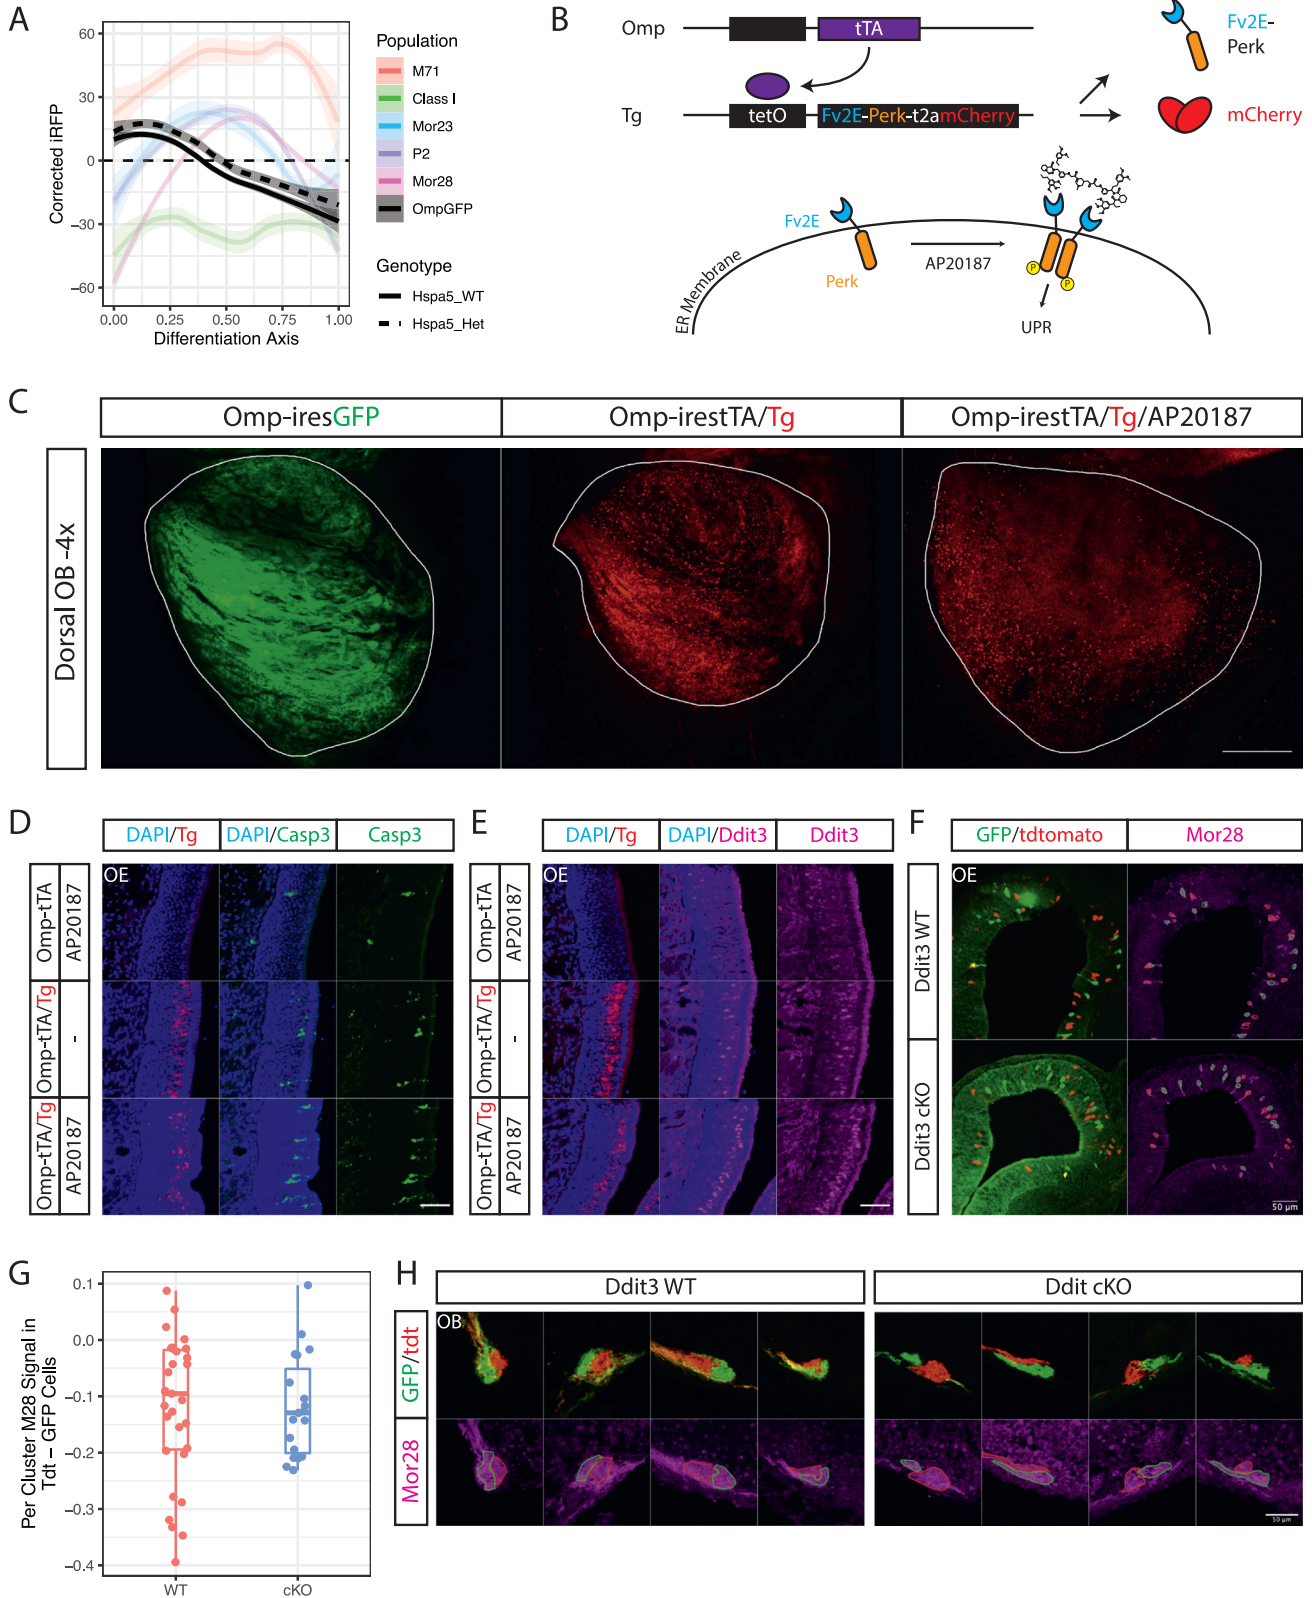 A
60
30
0
−30
−60
Corrected iRFP
0.00
0.25
0.50
0.75
1.00
Differentiation Axis
Population
M71
Class I
Mor23
P2
Mor28
OmpGFP
Genotype
Hspa5_WT
Hspa5_Het
B
Omp
tTA
Tg
tetO
Fv2E-Perk-t2amCherry
Fv2E-
Perk
mCherry
Fv2E
Perk
ER Membrane
AP20187
P
P
UPR
C
Omp-iresGFP
Omp-irestTA/Tg
Omp-irestTA/Tg/AP20187
Dorsal OB -4x
D
DAPI/Tg
DAPI/Casp3
Casp3
OE
Omp-tTA
AP20187
Omp-tTA/Tg
-
Omp-tTA/Tg
AP20187
E
DAPI/Tg
DAPI/Ddit3
Ddit3
OE
Omp-tTA
AP20187
Omp-tTA/Tg
-
Omp-tTA/Tg
AP20187
F
GFP/tdtomato
Mor28
OE
Ddit3 WT
Ddit3 cKO
50 μm
G
0.1
0.0
−0.1
−0.2
−0.3
−0.4
Per Cluster M28 Signal in
Tdt − GFP Cells
WT
cKO
H
Ddit3 WT
Ddit cKO
OB
GFP/tdt
Mor28
50 μm